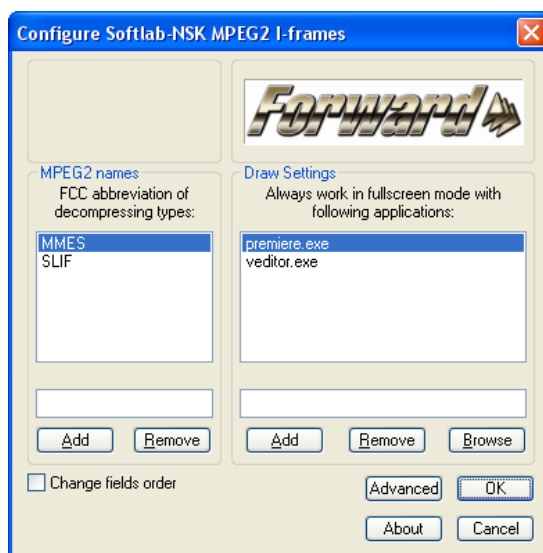 Configure Softlab-NSK MPEG2 I-frames
Forward
MPEG2 names
FCC abbreviation of
decompressing types:
MMES
SLIF
Add
Remove
Draw Settings
Always work in fullscreen mode with
following applications:
premiere.exe
veditor.exe
Add
Remove
Browse
Change fields order
Advanced
OK
About
Cancel